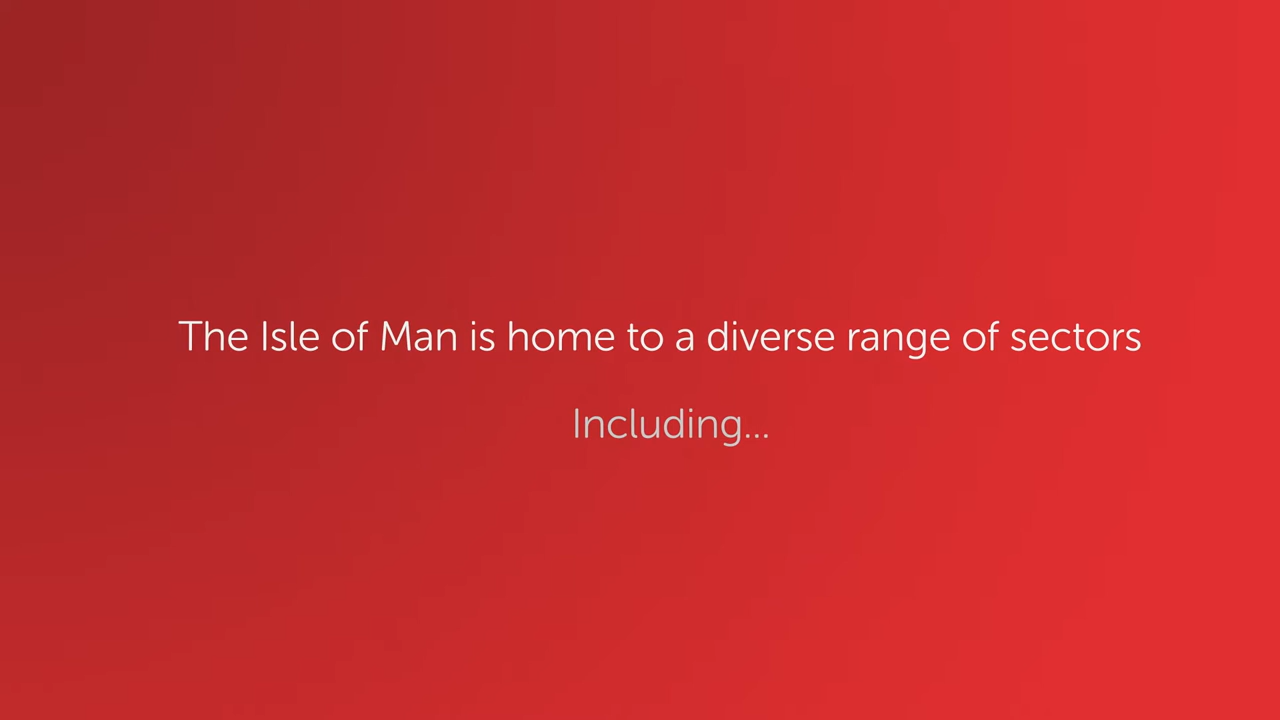 The Isle of Man is home to a diverse range of sectors
Including...